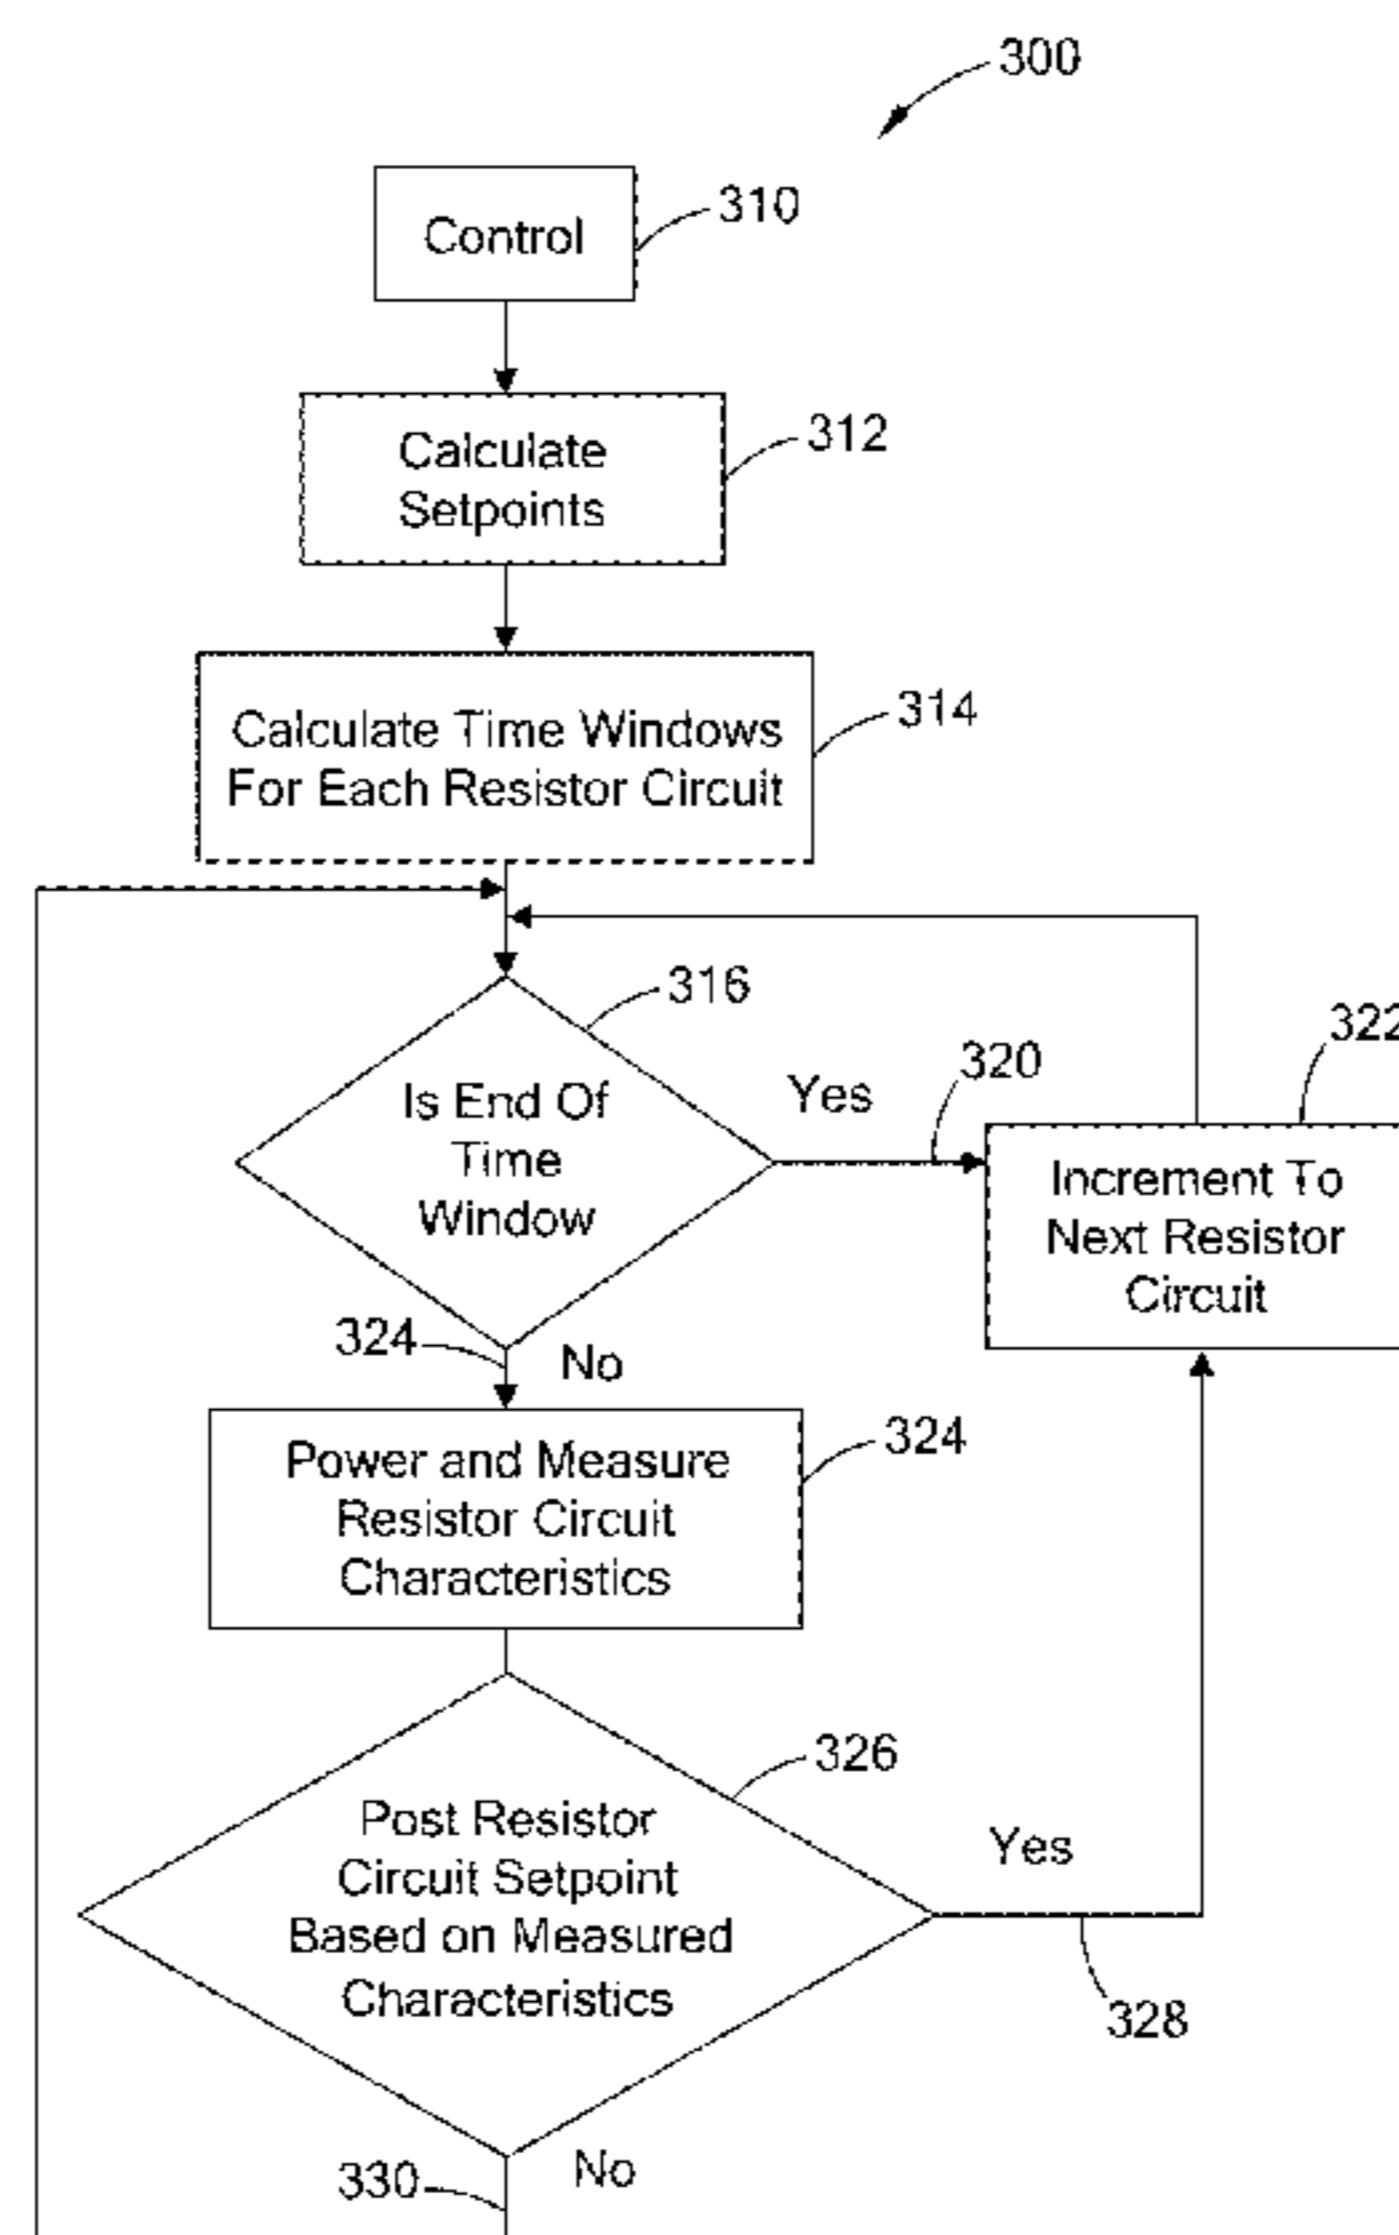 300
Control
310
Calculate
Setpoints
312
Calculate Time Windows
For Each Resistor Circuit
314
316
Is End Of
Time
Window
Yes
320
322
Increment To
Next Resistor
Circuit
324
No
Power and Measure
Resistor Circuit
Characteristics
324
326
Post Resistor
Circuit Setpoint
Based on Measured
Characteristics
Yes
328
330
No